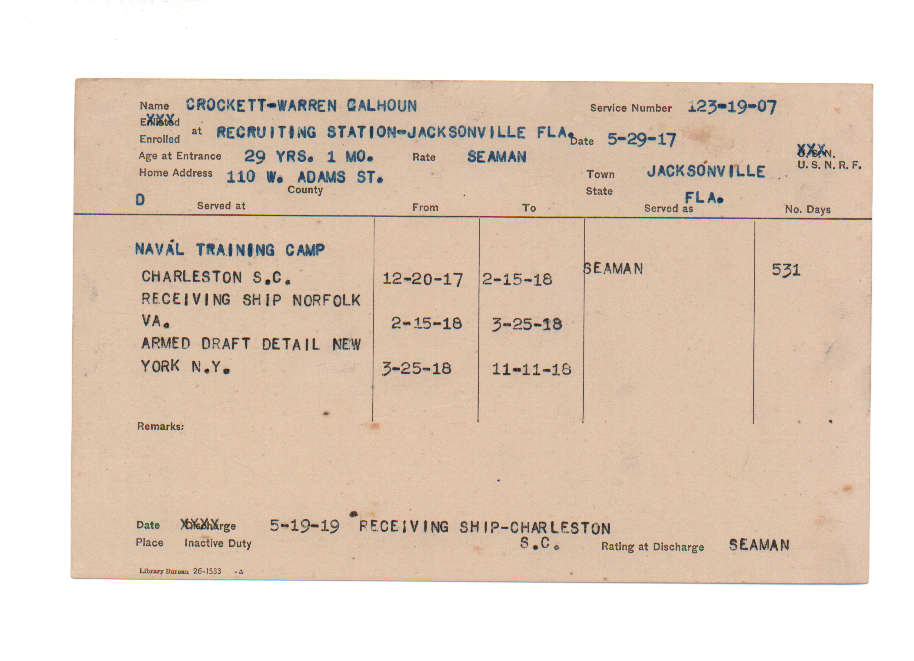 Name CROCKETT-WARREN CALHOUN Service Number 123-19-07
Enlisted
Enrolled at RECRUITING STATION-JACKSONVILLE FLA. Date 5-29-17
Age at Entrance 29 YRS. 1 MO. Rate SEAMAN U.S.N.
U.S.N.R.F.
Home Address 110 W. ADAMS ST. Town JACKSONVILLE
County State FLA.
D Served at From To Served as No. Days
NAVAL TRAINING CAMP
CHARLESTON S.C. 12-20-17 2-15-18 SEAMAN 531
RECEIVING SHIP NORFOLK
VA. 2-15-18 3-25-18
ARMED DRAFT DETAIL NEW
YORK N.Y. 3-25-18 11-11-18
Remarks:
Date Discharge 5-19-19 RECEIVING SHIP-CHARLESTON
Place Inactive Duty S.C. Rating at Discharge SEAMAN
Library Bureau 26-1553 -A